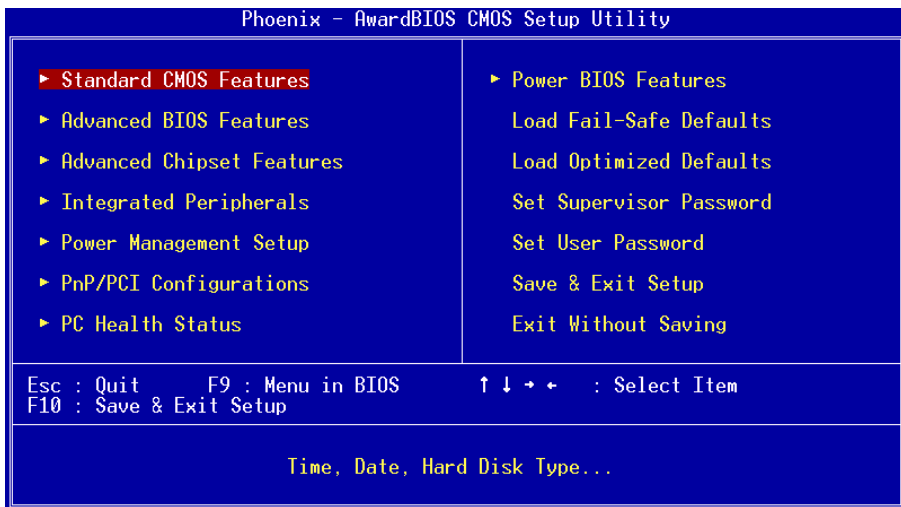 Phoenix - AwardBIOS CMOS Setup Utility
► Standard CMOS Features
► Advanced BIOS Features
► Advanced Chipset Features
► Integrated Peripherals
► Power Management Setup
► PnP/PCI Configurations
► PC Health Status
► Power BIOS Features
Load Fail-Safe Defaults
Load Optimized Defaults
Set Supervisor Password
Set User Password
Save & Exit Setup
Exit Without Saving
Esc : Quit F9 : Menu in BIOS ↑ ↓ → ← : Select Item
F10 : Save & Exit Setup
Time, Date, Hard Disk Type...